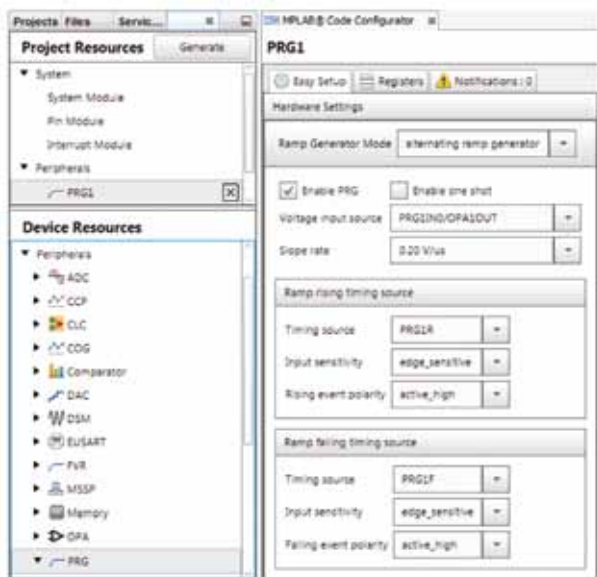 Projects Files Servic...
Project Resources Generate
System
System Module
Pin Module
Interrupt Module
Peripherals
PRG1
Device Resources
Peripherals
ADC
CCP
CLC
COG
Comparator
DAC
DSM
EUSART
FVR
MSSP
Memory
OPA
PRG
MPLAB® Code Configurator
PRG1
Easy Setup Registers Notifications : 0
Hardware Settings
Ramp Generator Mode alternating ramp generator
Enable PRG Enable one shot
Voltage input source PRG1IN0/OPA1OUT
Slope rate 0.20 V/us
Ramp rising timing source
Timing source PRG1R
Input sensitivity edge_sensitive
Rising event polarity active_high
Ramp falling timing source
Timing source PRG1F
Input sensitivity edge_sensitive
Falling event polarity active_high